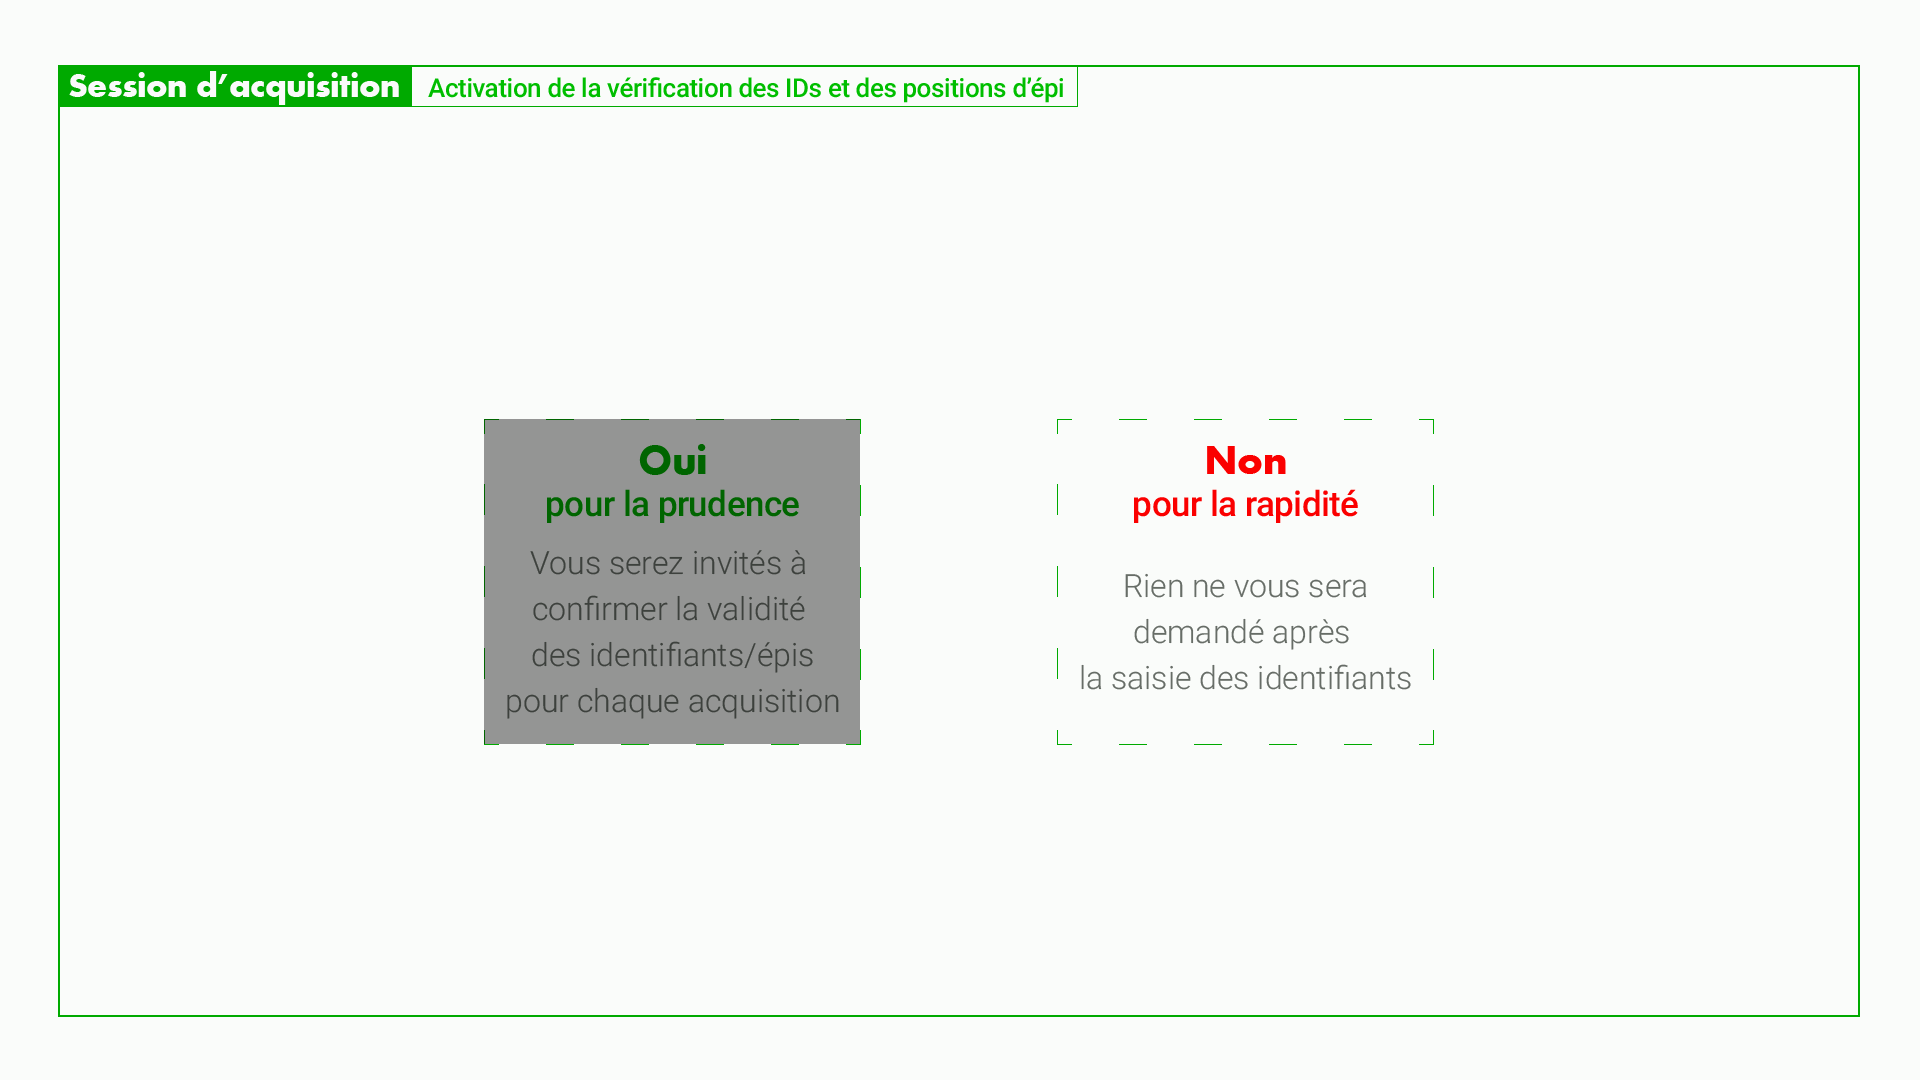 Session d’acquisition
Activation de la vérification des IDs et des positions d’épi
Oui
pour la prudence
Vous serez invités à
confirmer la validité
des identifiants/épis
pour chaque acquisition
Non
pour la rapidité
Rien ne vous sera
demandé après
la saisie des identifiants